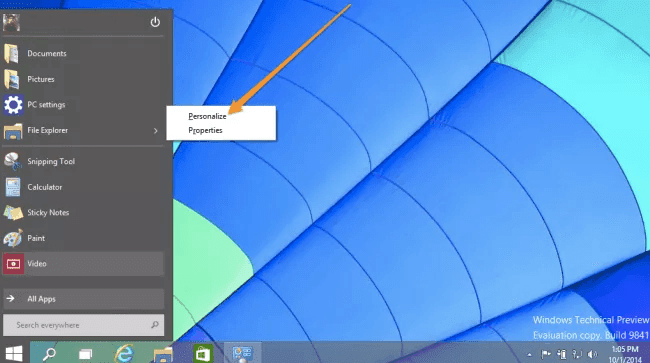 Documents
Pictures
PC settings
File Explorer
Personalize
Properties
Snipping Tool
Calculator
Sticky Notes
Paint
Video
All Apps
Search everywhere
Windows Technical Preview
Evaluation copy. Build 9841
1:05 PM
10/1/2014